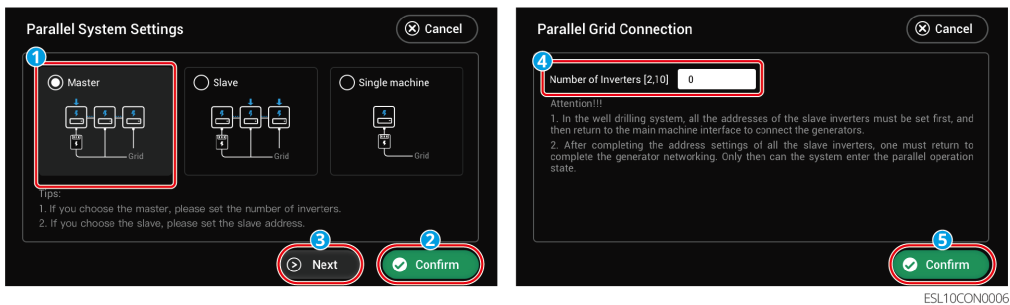 Parallel System Settings
Cancel
1
Master
Grid
Slave
Grid
Single machine
Grid
Tips:
1. If you choose the master, please set the number of inverters.
2. If you choose the slave, please set the slave address.
3
Next
2
Confirm
Parallel Grid Connection
Cancel
4
Number of Inverters [2,10] 0
Attention!!!
1. In the well drilling system, all the addresses of the slave inverters must be set first, and
then return to the main machine interface to connect the generators.
2. After completing the address settings of all the slave inverters, one must return to
complete the generator networking. Only then can the system enter the parallel operation
state.
5
Confirm
ESL10CON0006